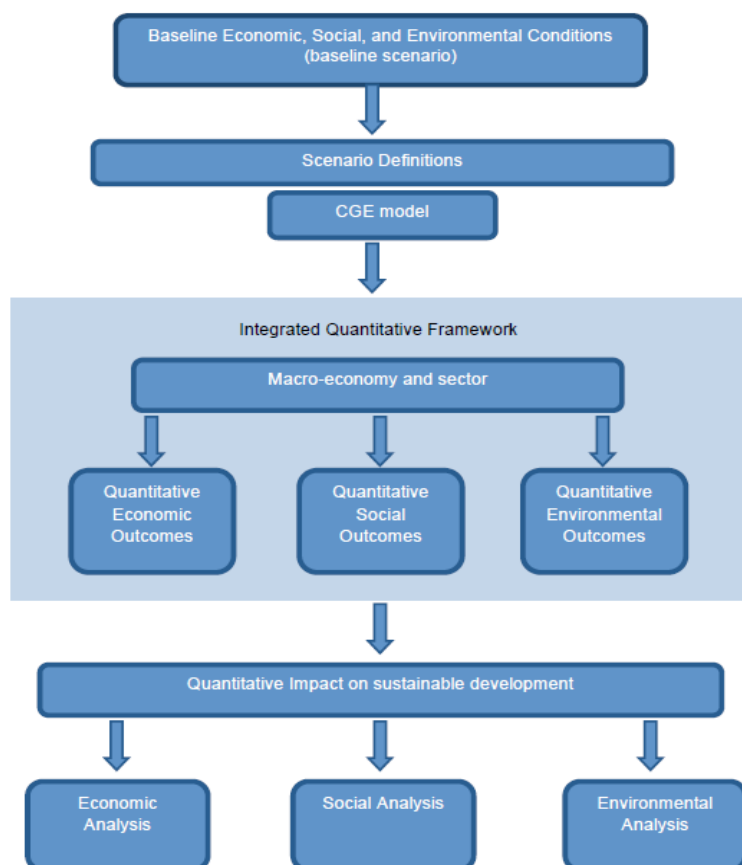 Baseline Economic, Social, and Environmental Conditions
(baseline scenario)
Scenario Definitions
CGE model
Integrated Quantitative Framework
Macro-economy and sector
Quantitative
Economic
Outcomes
Quantitative
Social
Outcomes
Quantitative
Environmental
Outcomes
Quantitative Impact on sustainable development
Economic
Analysis
Social Analysis
Environmental
Analysis